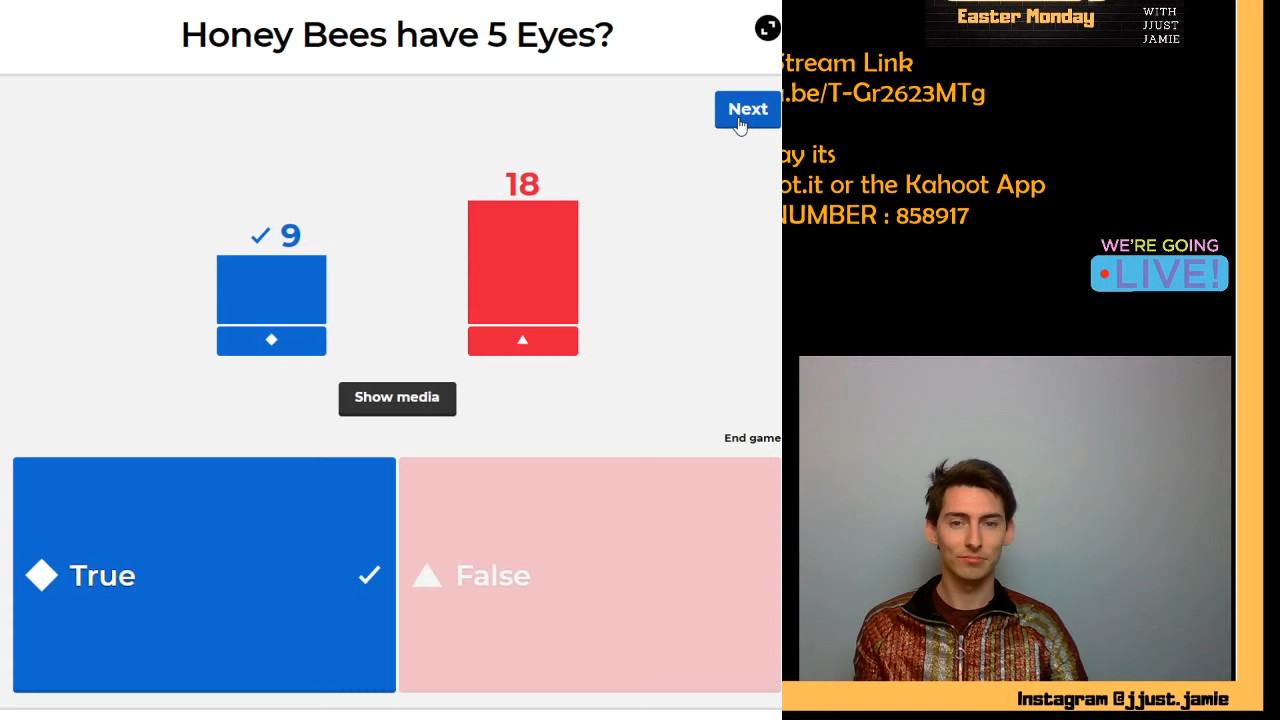 Honey Bees have 5 Eyes?
Next
9
18
Show media
End game
True
False
Easter Monday
WITH
JJUST
JAMIE
Stream Link
.be/T-Gr2623MTg
ay its
ot.it or the Kahoot App
NUMBER : 858917
WE'RE GOING
LIVE!
Instagram @jjust.jamie